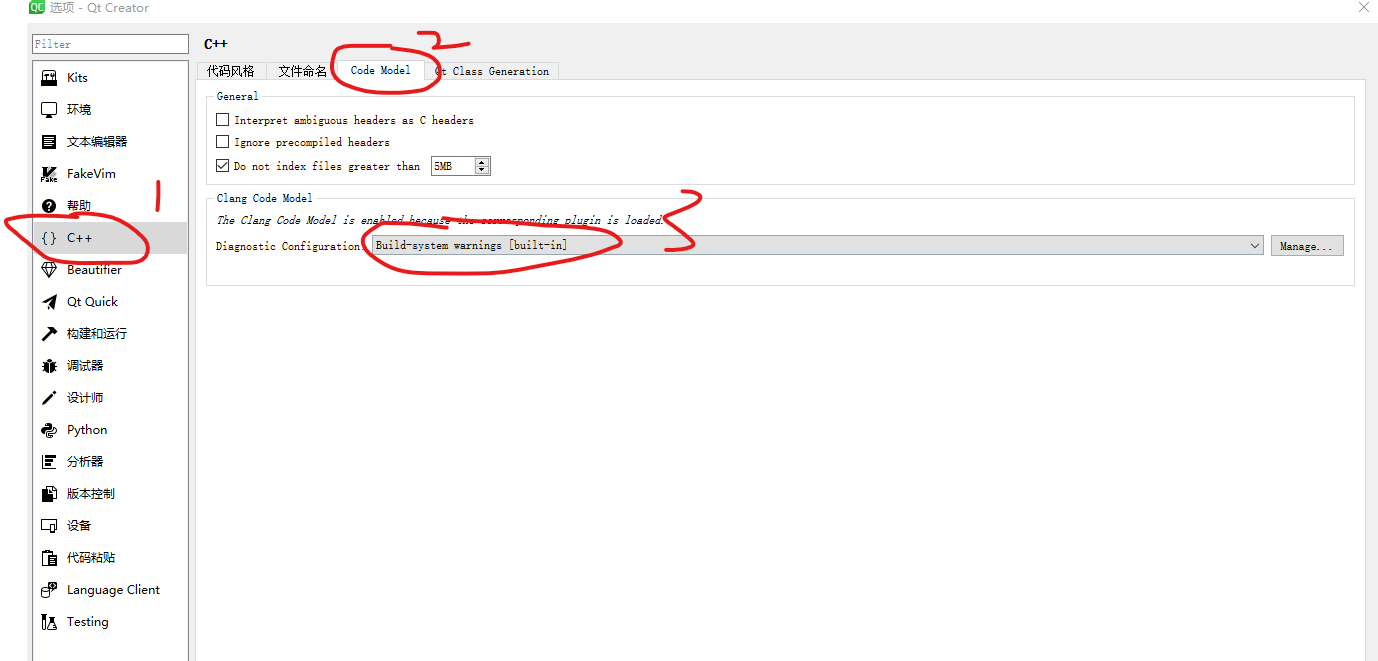 QC 选项 - Qt Creator
Filter
Kits
环境
文本编辑器
FakeVim
帮助
C++
Beautifier
Qt Quick
构建和运行
调试器
设计师
Python
分析器
版本控制
设备
代码粘贴
Language Client
Testing
1
C++
2
代码风格 文件命名 Code Model Qt Class Generation
General
Interpret ambiguous headers as C headers
Ignore precompiled headers
Do not index files greater than 5MB
Clang Code Model
The Clang Code Model is enabled because the corresponding plugin is loaded.
3
Diagnostic Configuration: Build-system warnings [built-in] Manage...